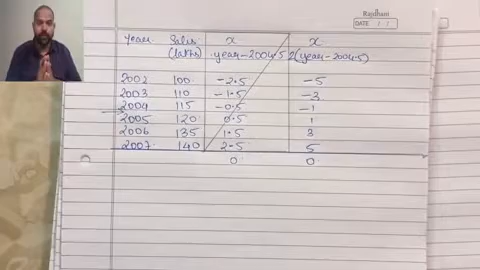 Rajdhani
DATE / /
Year Sales x x
(lakhs) year-2004.5 2(year-2004.5)
2002 100 -2.5 -5
2003 110 -1.5 -3
2004 115 -0.5 -1
2005 120 0.5 1
2006 135 1.5 3
2007 140 2.5 5
0 0